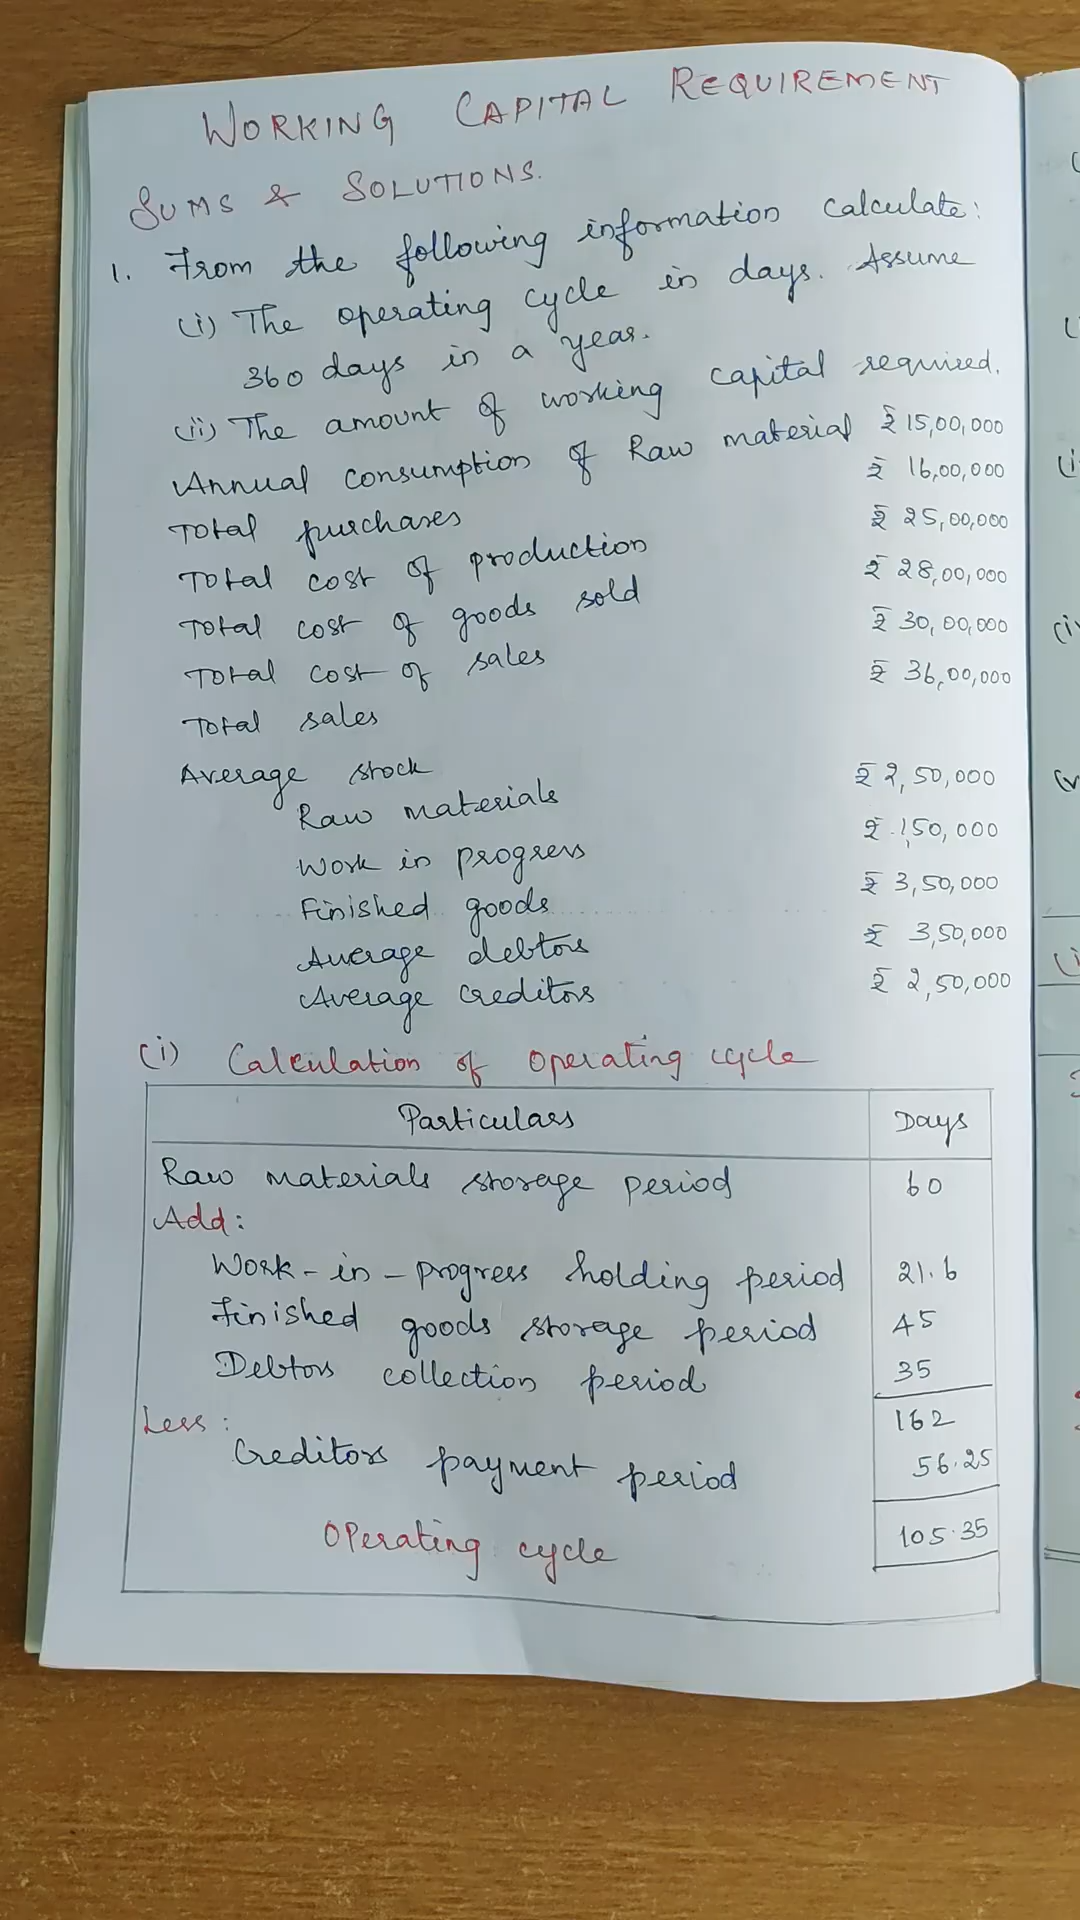 WORKING CAPITAL REQUIREMENT
SUMS & SOLUTIONS.
1. From the following information calculate:
(i) The operating cycle in days. Assume
360 days in a year.
(ii) The amount of working capital required.
Annual consumption of Raw material ₹ 15,00,000
Total purchases ₹ 16,00,000
Total cost of production ₹ 25,00,000
Total cost of goods sold ₹ 28,00,000
Total cost of sales ₹ 30,00,000
Total sales ₹ 36,00,000
Average stock
Raw materials ₹ 2,50,000
Work in progress ₹ 1,50,000
Finished goods ₹ 3,50,000
Average debtors ₹ 3,50,000
Average creditors ₹ 2,50,000
(i) Calculation of operating cycle
Particulars Days
Raw materials storage period 60
Add:
Work-in-progress holding period 21.6
Finished goods storage period 45
Debtors collection period 35
162
Less:
Creditors payment period 56.25
Operating cycle 105.35